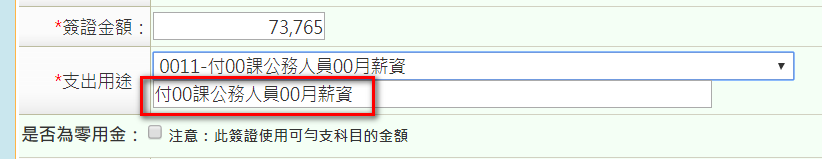 *簽證金額：73,765
*支出用途 0011-付00課公務人員00月薪資
付00課公務人員00月薪資
是否為零用金： 注意：此簽證使用可勻支科目的金額